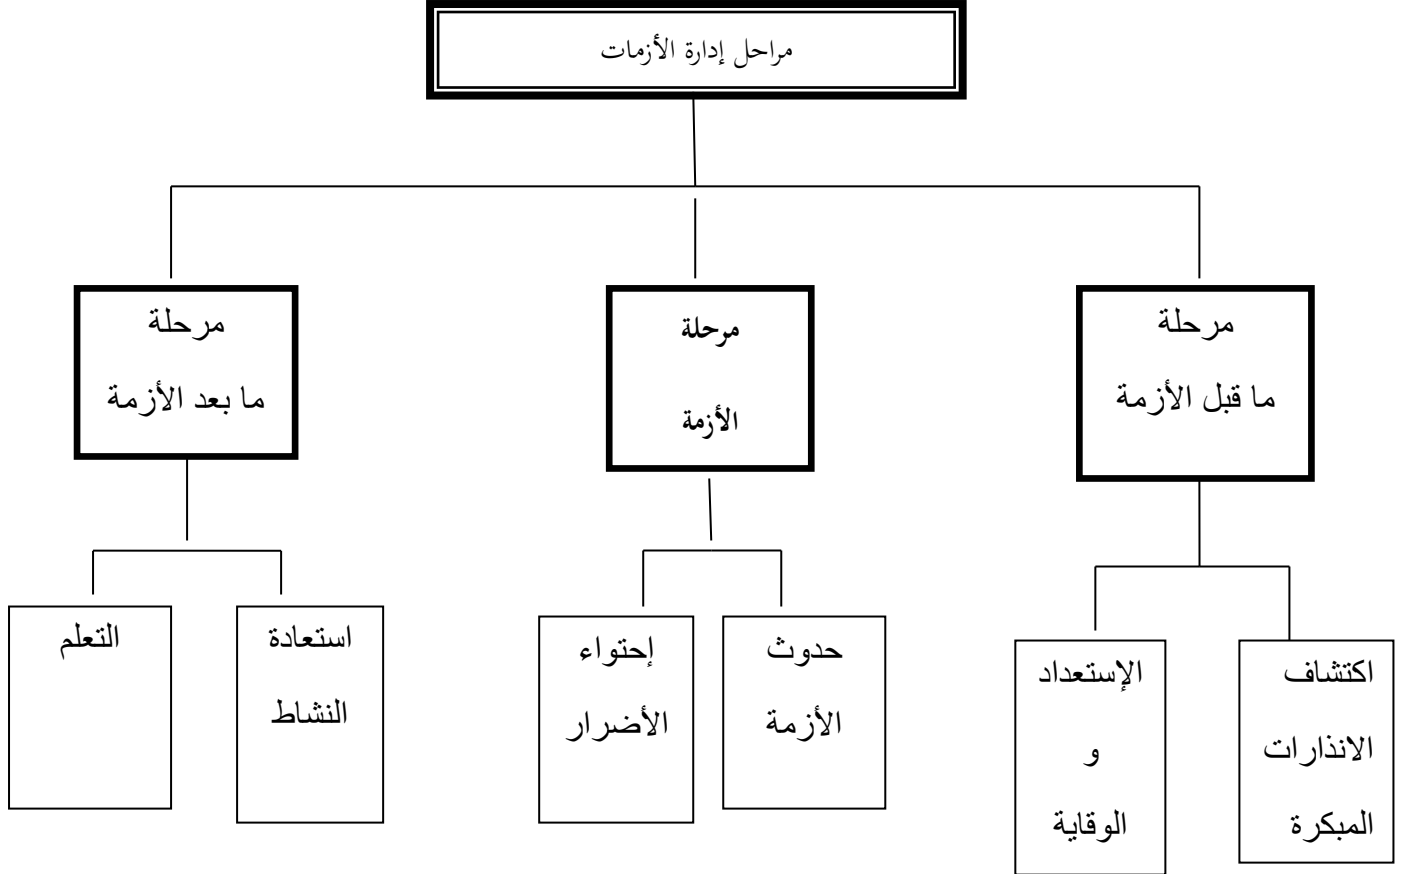 مراحل إدارة الأزمات
مرحلة
ما قبل الأزمة
مرحلة
الأزمة
مرحلة
ما بعد الأزمة
اكتشاف
الانذارات
المبكرة
الإستعداد
و
الوقاية
حدوث
الأزمة
إحتواء
الأضرار
استعادة
النشاط
التعلم